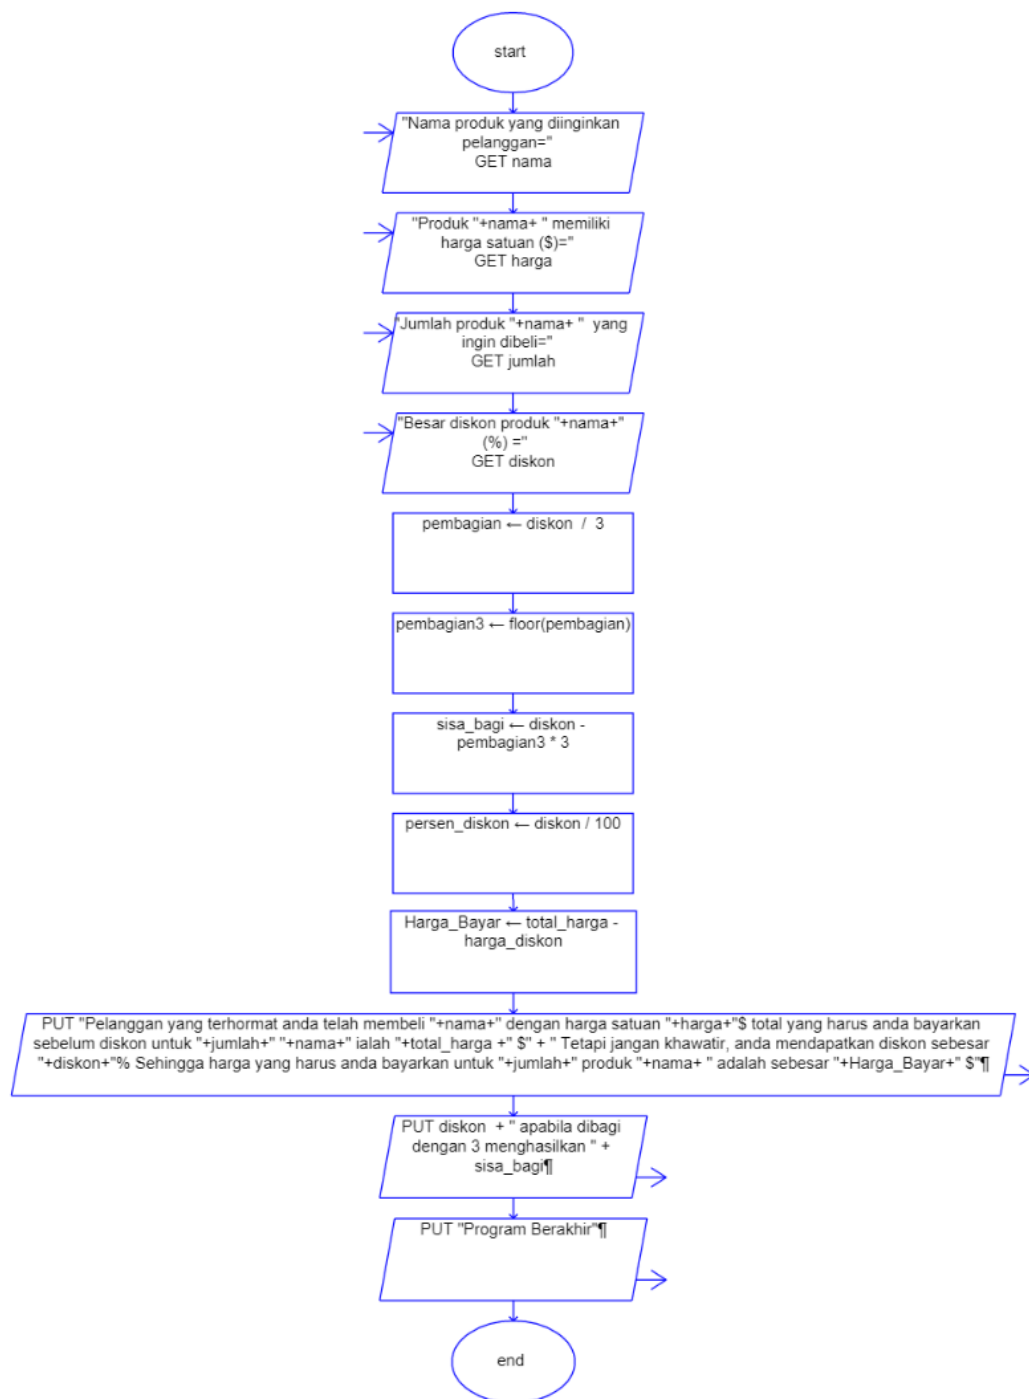 start
"Nama produk yang diinginkan
pelanggan="
GET nama
"Produk "+nama+ " memiliki
harga satuan ($)="
GET harga
"Jumlah produk "+nama+ "  yang
ingin dibeli="
GET jumlah
"Besar diskon produk "+nama+"
(%) ="
GET diskon
pembagian ← diskon  /  3
pembagian3 ← floor(pembagian)
sisa_bagi ← diskon -
pembagian3 * 3
persen_diskon ← diskon / 100
Harga_Bayar ← total_harga -
harga_diskon
PUT "Pelanggan yang terhormat anda telah membeli "+nama+" dengan harga satuan "+harga+"$ total yang harus anda bayarkan
sebelum diskon untuk "+jumlah+" "+nama+" ialah "+total_harga +" $" + " Tetapi jangan khawatir, anda mendapatkan diskon sebesar
"+diskon+"% Sehingga harga yang harus anda bayarkan untuk "+jumlah+" produk "+nama+ " adalah sebesar "+Harga_Bayar+" $"¶
PUT diskon  + " apabila dibagi
dengan 3 menghasilkan " +
sisa_bagi¶
PUT "Program Berakhir"¶
end